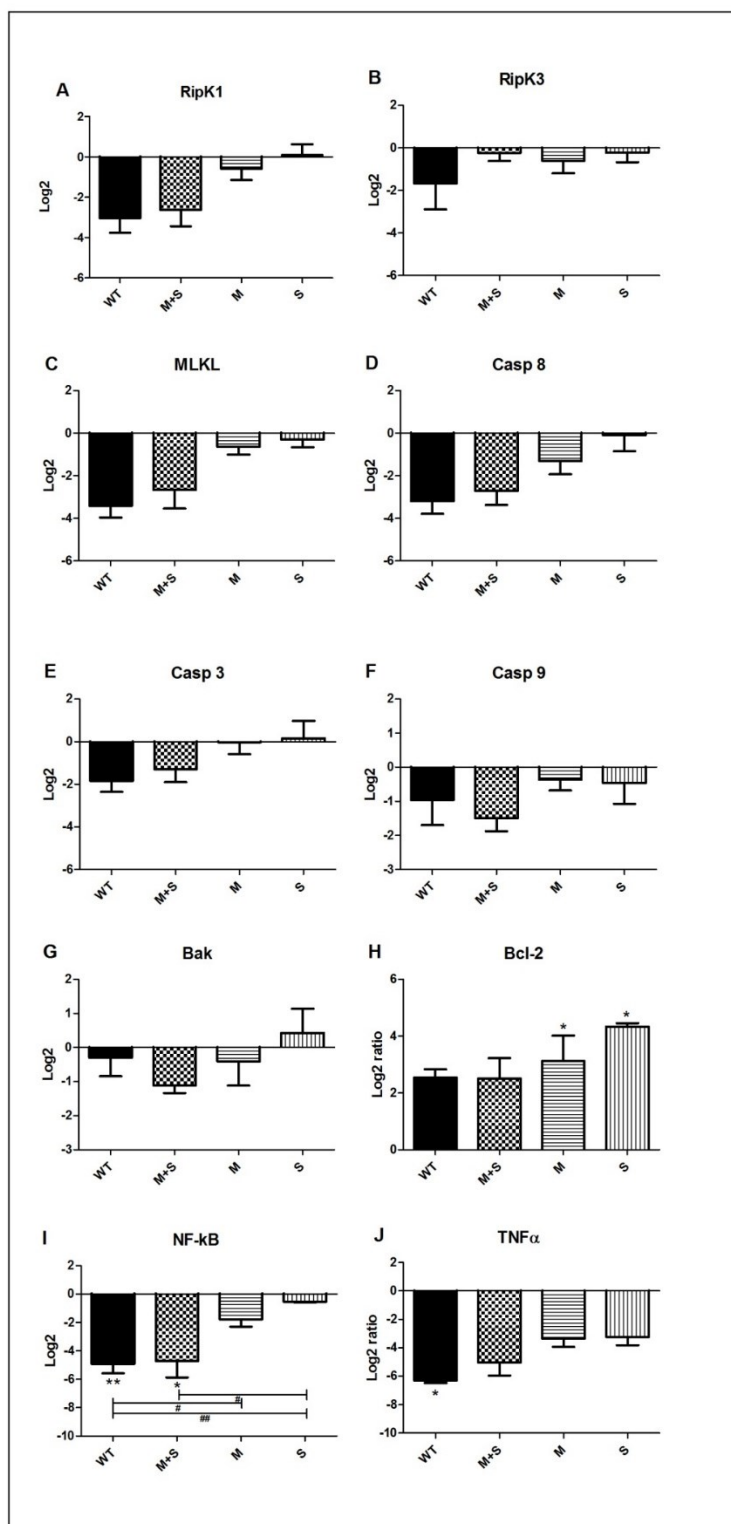 A
RipK1
2
0
-2
-4
-6
Log2
WT
M+S
M
S
B
RipK3
2
0
-2
-4
-6
Log2
WT
M+S
M
S
C
MLKL
2
0
-2
-4
-6
Log2
WT
M+S
M
S
D
Casp 8
2
0
-2
-4
-6
Log2
WT
M+S
M
S
E
Casp 3
2
0
-2
-4
-6
Log2
WT
M+S
M
S
F
Casp 9
2
1
0
-1
-2
-3
Log2
WT
M+S
M
S
G
Bak
2
1
0
-1
-2
-3
Log2
WT
M+S
M
S
H
Bcl-2
6
4
2
0
Log2 ratio
*
*
WT
M+S
M
S
I
NF-kB
2
0
-2
-4
-6
-8
-10
Log2
**
*
#
#
##
WT
M+S
M
S
J
TNFα
2
0
-2
-4
-6
-8
-10
Log2 ratio
*
WT
M+S
M
S